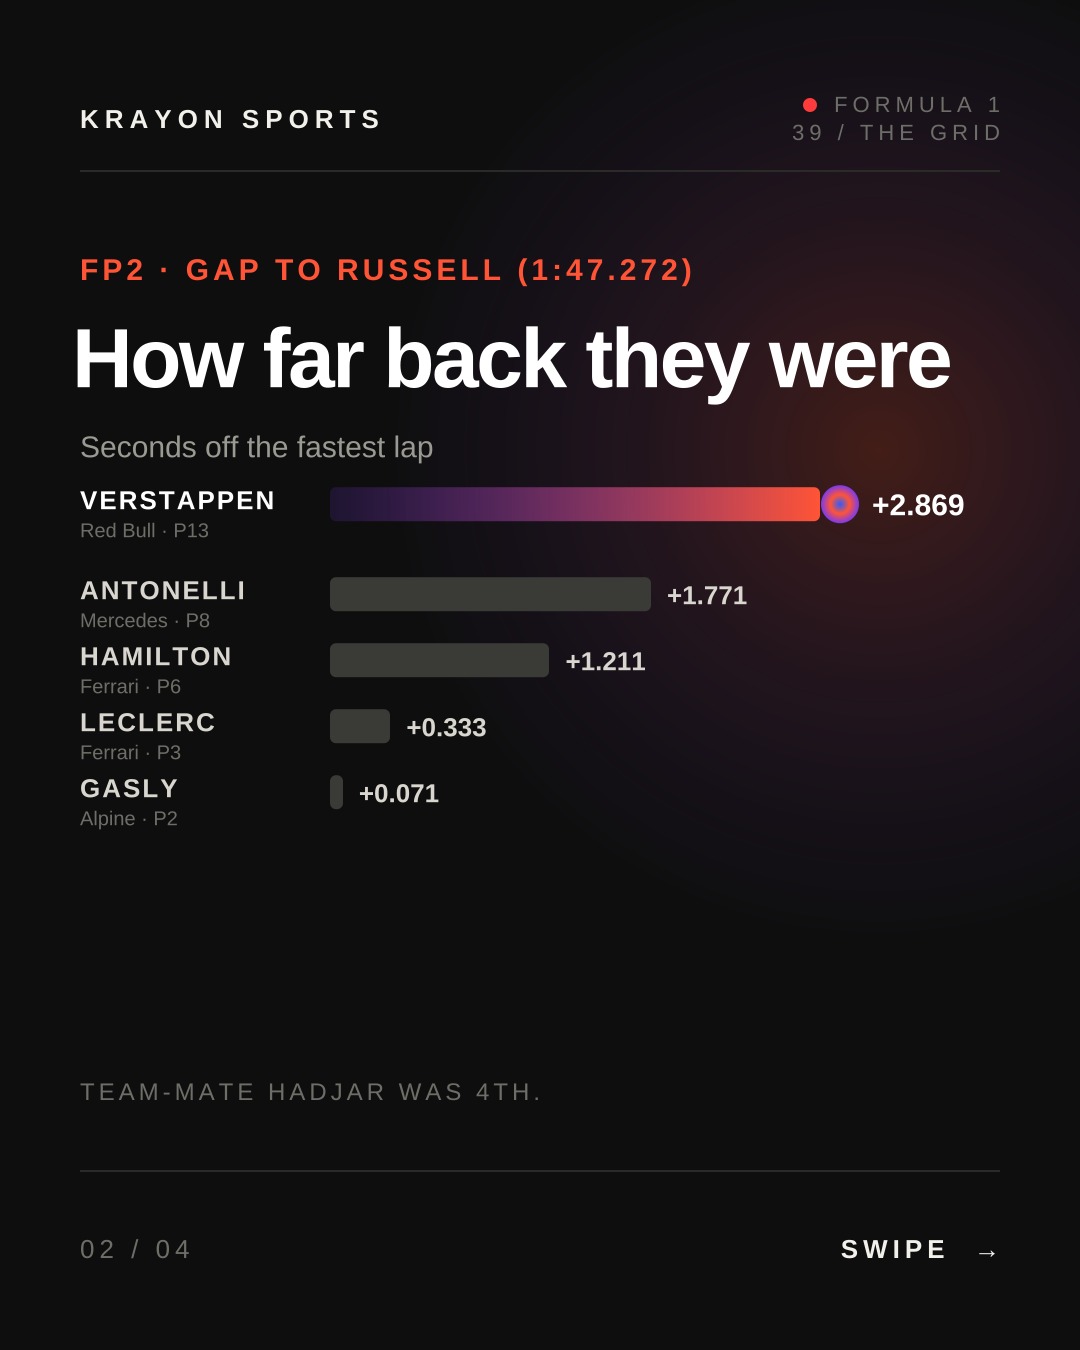 KRAYON SPORTS
● FORMULA 1
39 / THE GRID
FP2 · GAP TO RUSSELL (1:47.272)
How far back they were
Seconds off the fastest lap
VERSTAPPEN
+2.869
Red Bull · P13
ANTONELLI
+1.771
Mercedes · P8
HAMILTON
+1.211
Ferrari · P6
LECLERC
+0.333
Ferrari · P3
GASLY
+0.071
Alpine · P2
TEAM-MATE HADJAR WAS 4TH.
02 / 04
SWIPE →